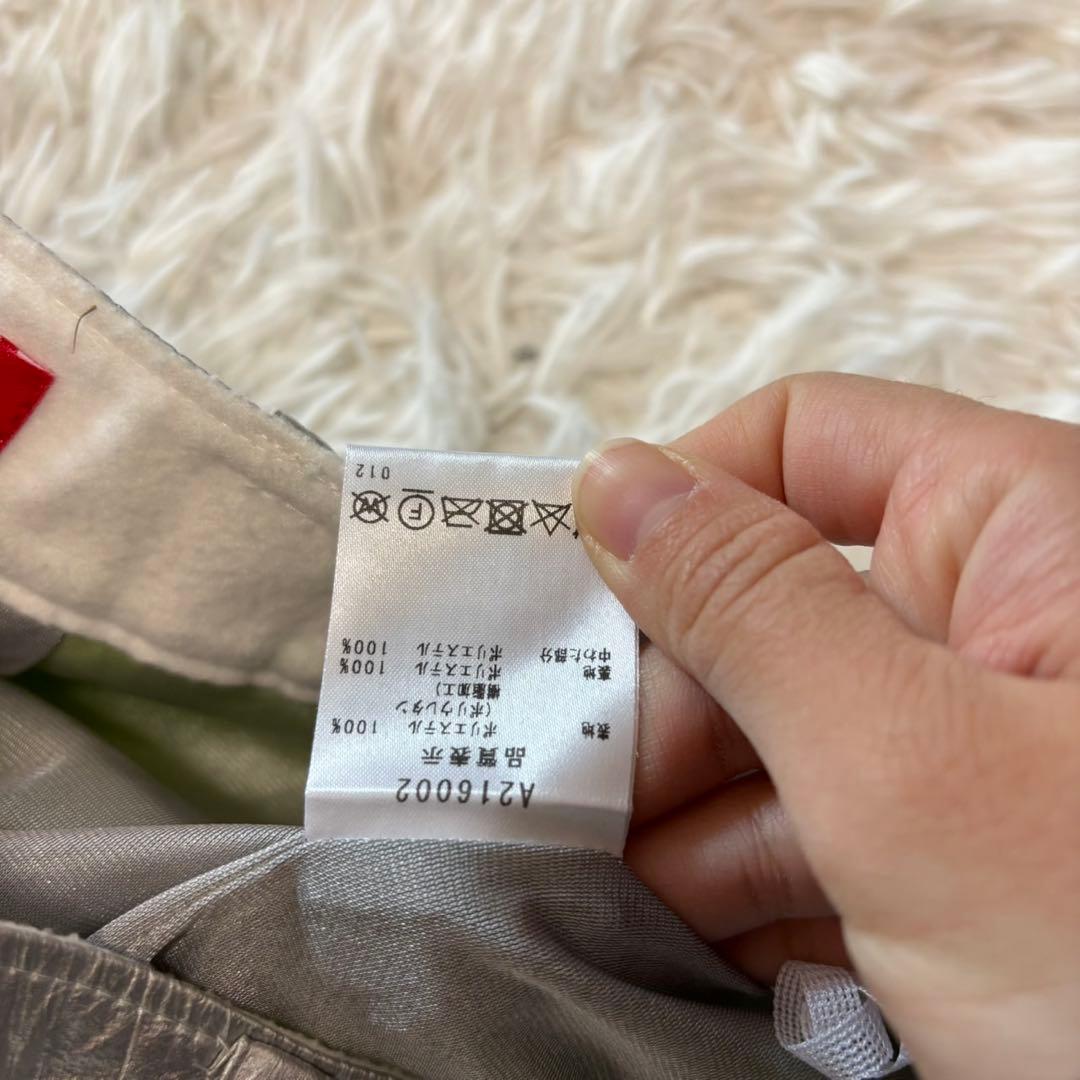 A216002
品質表示
表地 ポリエステル 100%
(ポリウレタン
樹脂加工)
裏地 ポリエステル 100%
中わた部分 ポリエステル 100%
F
W
012